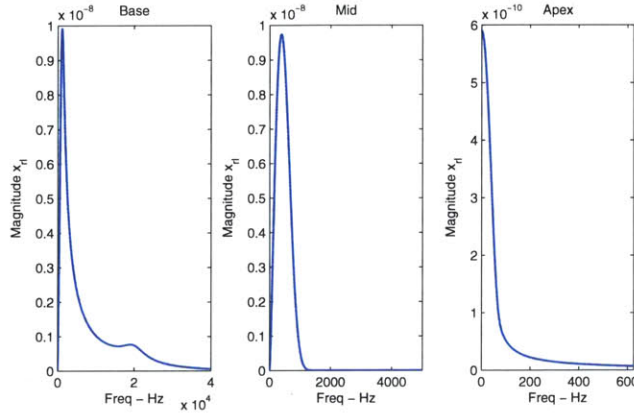 x 10^-8 Base
1
0.9
0.8
0.7
0.6
0.5
0.4
0.3
0.2
0.1
0
Magnitude x_rl
0 2 4
Freq - Hz x 10^4
x 10^-8 Mid
1
0.9
0.8
0.7
0.6
0.5
0.4
0.3
0.2
0.1
0
Magnitude x_rl
0 2000 4000
Freq - Hz
x 10^-10 Apex
6
5
4
3
2
1
0
Magnitude x_rl
0 200 400 600
Freq - Hz